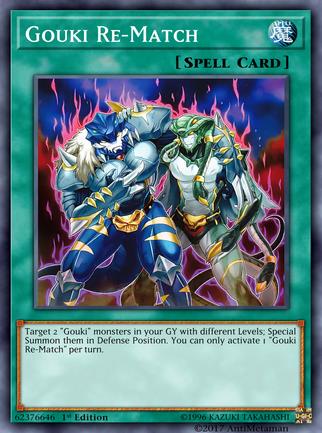 Gouki Re-Match
[Spell Card]
Target 2 "Gouki" monsters in your GY with different Levels; Special
Summon them in Defense Position. You can only activate 1 "Gouki
Re-Match" per turn.
62376646 1st Edition ©1996 KAZUKI TAKAHASHI
©2017 AntiMetaman